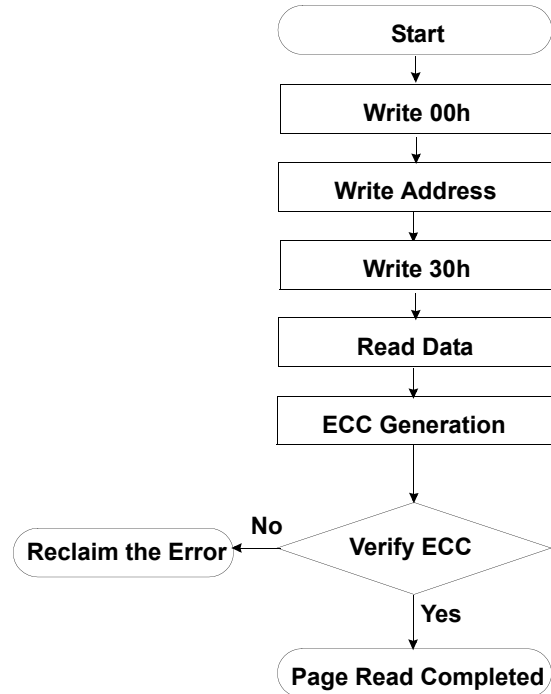 Start
Write 00h
Write Address
Write 30h
Read Data
ECC Generation
No
Reclaim the Error
Verify ECC
Yes
Page Read Completed